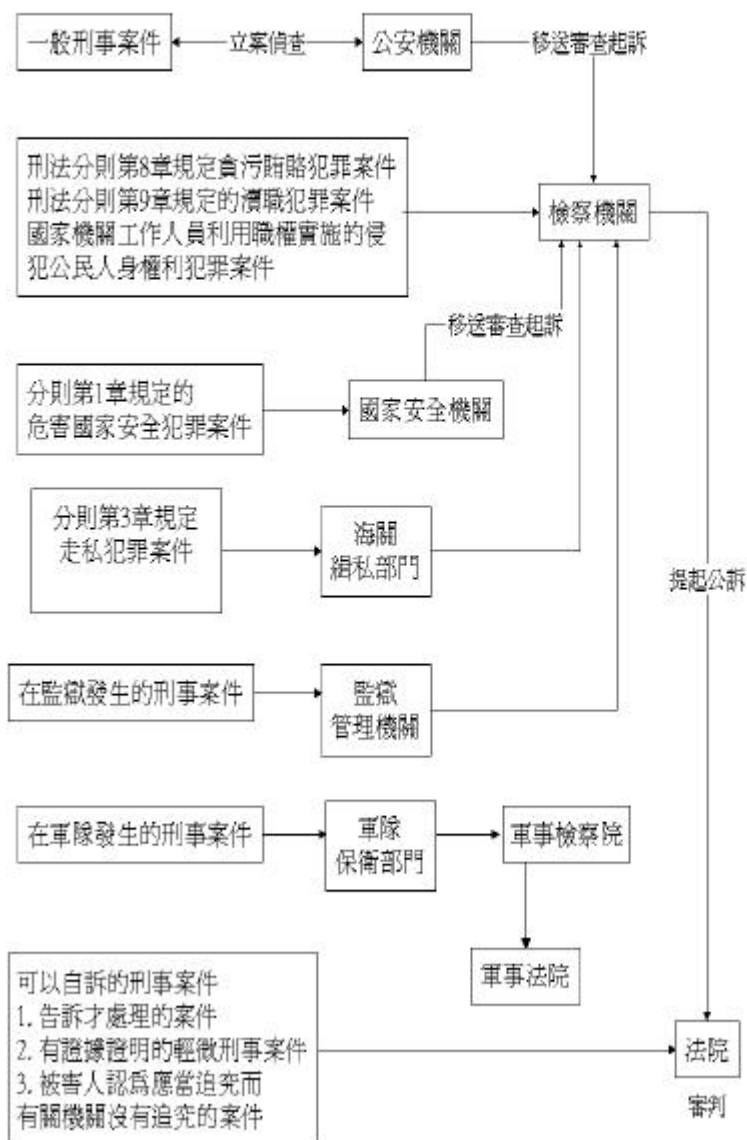 一般刑事案件
立案偵查
公安機關
移送審查起訴
刑法分則第8章規定貪污賄賂犯罪案件
刑法分則第9章規定的瀆職犯罪案件
國家機關工作人員利用職權實施的侵
犯公民人身權利犯罪案件
檢察機關
移送審查起訴
分則第1章規定的
危害國家安全犯罪案件
國家安全機關
分則第3章規定
走私犯罪案件
海關
緝私部門
提起公訴
在監獄發生的刑事案件
監獄
管理機關
在軍隊發生的刑事案件
軍隊
保衛部門
軍事檢察院
軍事法院
可以自訴的刑事案件
1. 告訴才處理的案件
2. 有證據證明的輕微刑事案件
3. 被害人認爲應當追究而
有關機關沒有追究的案件
法院
審判